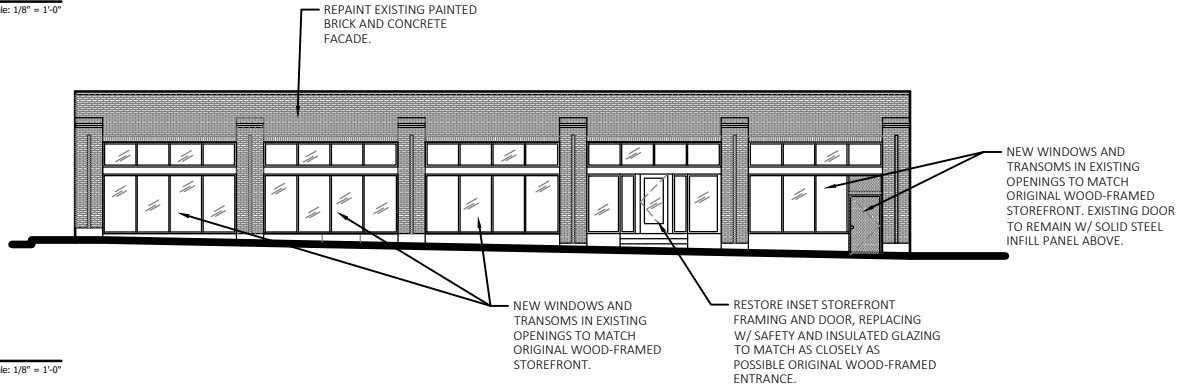 le: 1/8" = 1'-0"
REPAINT EXISTING PAINTED
BRICK AND CONCRETE
FACADE.
NEW WINDOWS AND
TRANSOMS IN EXISTING
OPENINGS TO MATCH
ORIGINAL WOOD-FRAMED
STOREFRONT. EXISTING DOOR
TO REMAIN W/ SOLID STEEL
INFILL PANEL ABOVE.
NEW WINDOWS AND
TRANSOMS IN EXISTING
OPENINGS TO MATCH
ORIGINAL WOOD-FRAMED
STOREFRONT.
RESTORE INSET STOREFRONT
FRAMING AND DOOR, REPLACING
W/ SAFETY AND INSULATED GLAZING
TO MATCH AS CLOSELY AS
POSSIBLE ORIGINAL WOOD-FRAMED
ENTRANCE.
le: 1/8" = 1'-0"